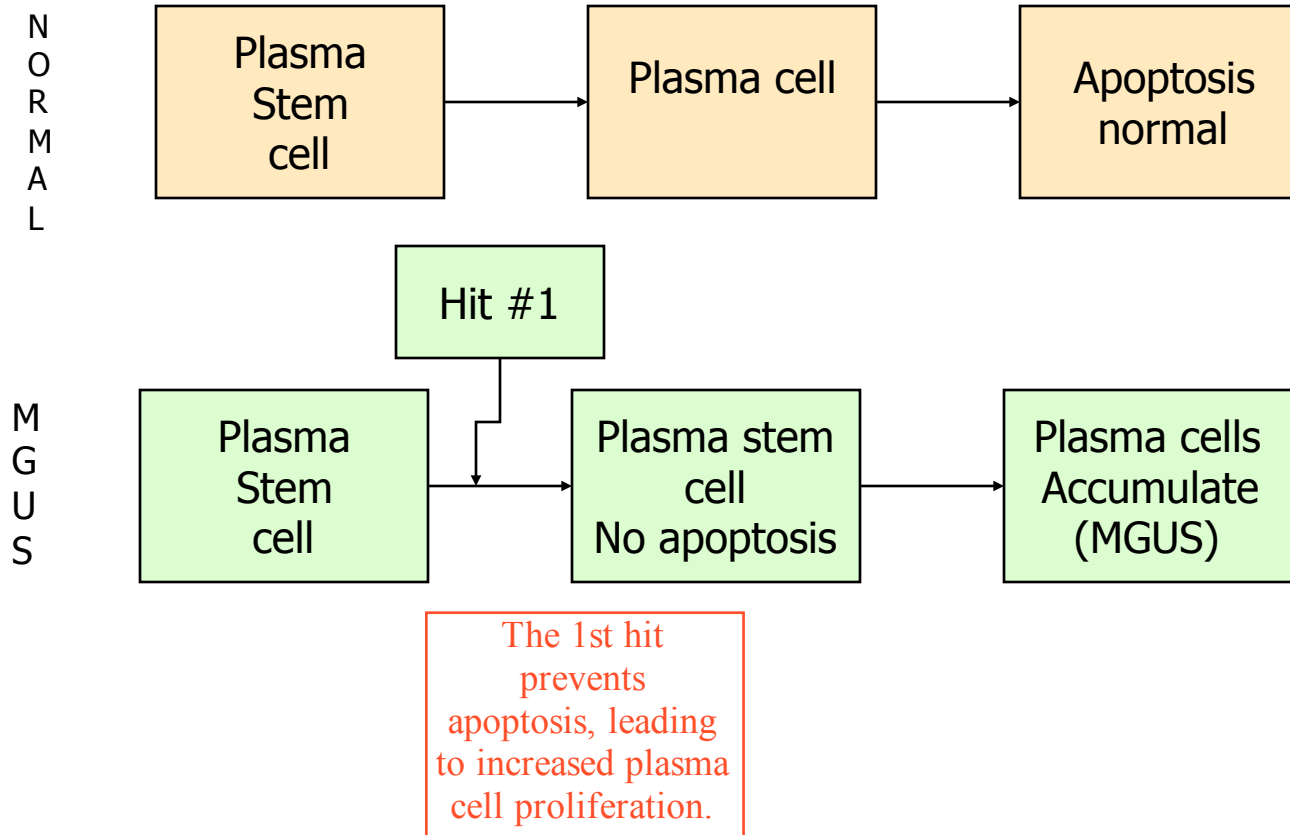 N
O
R
M
A
L
Plasma
Stem
cell
Plasma cell
Apoptosis
normal
Hit #1
M
G
U
S
Plasma
Stem
cell
Plasma stem
cell
No apoptosis
Plasma cells
Accumulate
(MGUS)
The 1st hit
prevents
apoptosis, leading
to increased plasma
cell proliferation.